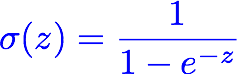 σ(z) = 1 / (1 − e^{−z})